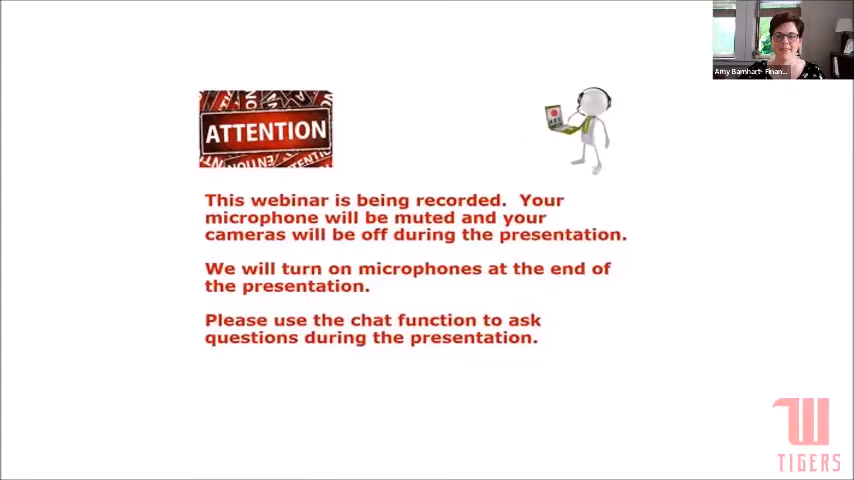 Amy Barnhart- Finan...
ATTENTION
This webinar is being recorded. Your
microphone will be muted and your
cameras will be off during the presentation.
We will turn on microphones at the end of
the presentation.
Please use the chat function to ask
questions during the presentation.
W
TIGERS